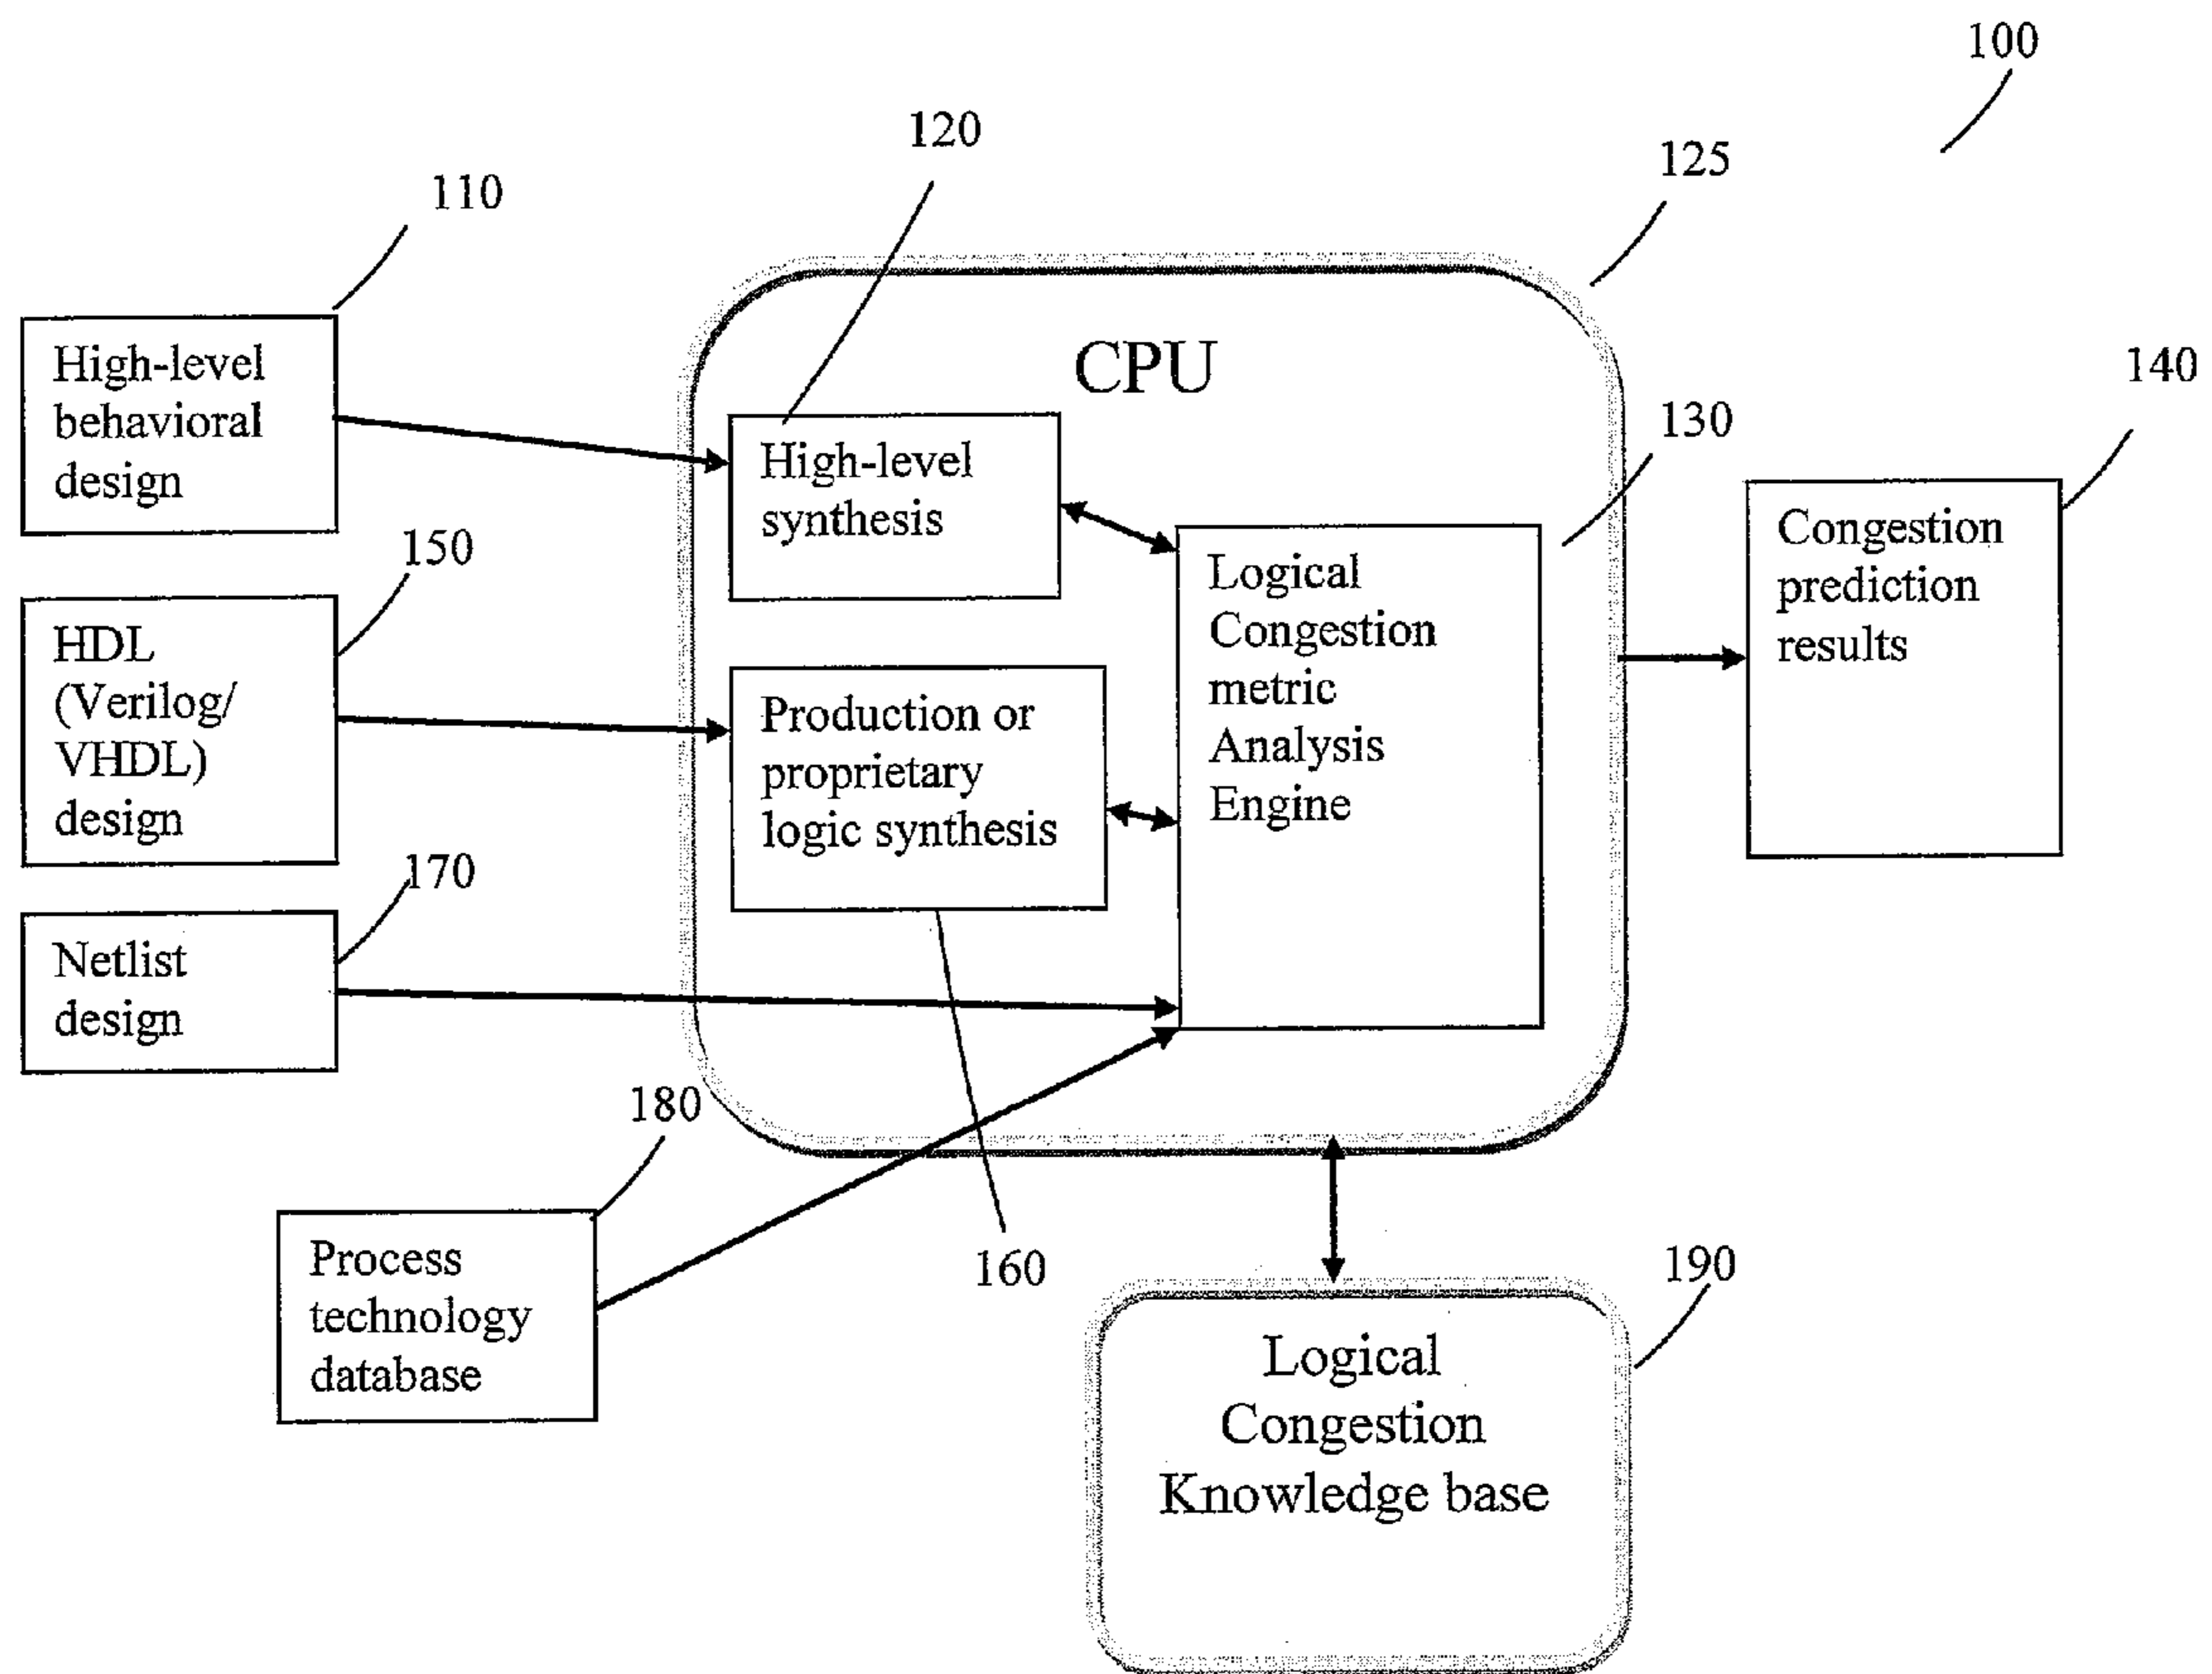 100
120
125
110
High-level
behavioral
design
CPU
140
130
High-level
synthesis
Congestion
prediction
results
150
Logical
Congestion
metric
Analysis
Engine
HDL
(Verilog/
VHDL)
design
Production or
proprietary
logic synthesis
170
Netlist
design
180
160
190
Process
technology
database
Logical
Congestion
Knowledge base